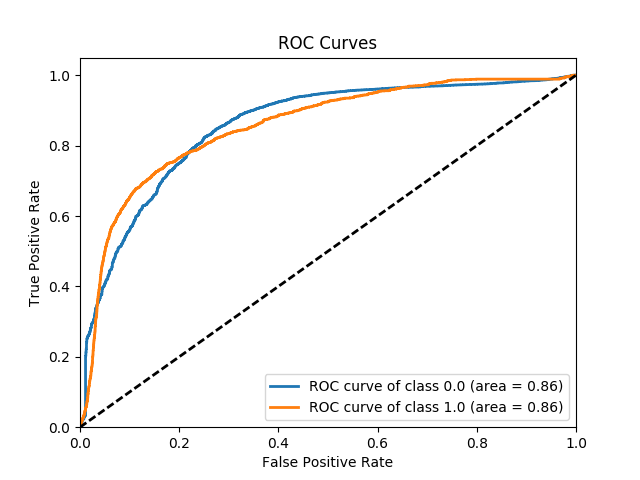 ROC Curves
True Positive Rate
1.0
0.8
0.6
0.4
0.2
0.0
0.0 0.2 0.4 0.6 0.8 1.0
False Positive Rate
ROC curve of class 0.0 (area = 0.86)
ROC curve of class 1.0 (area = 0.86)